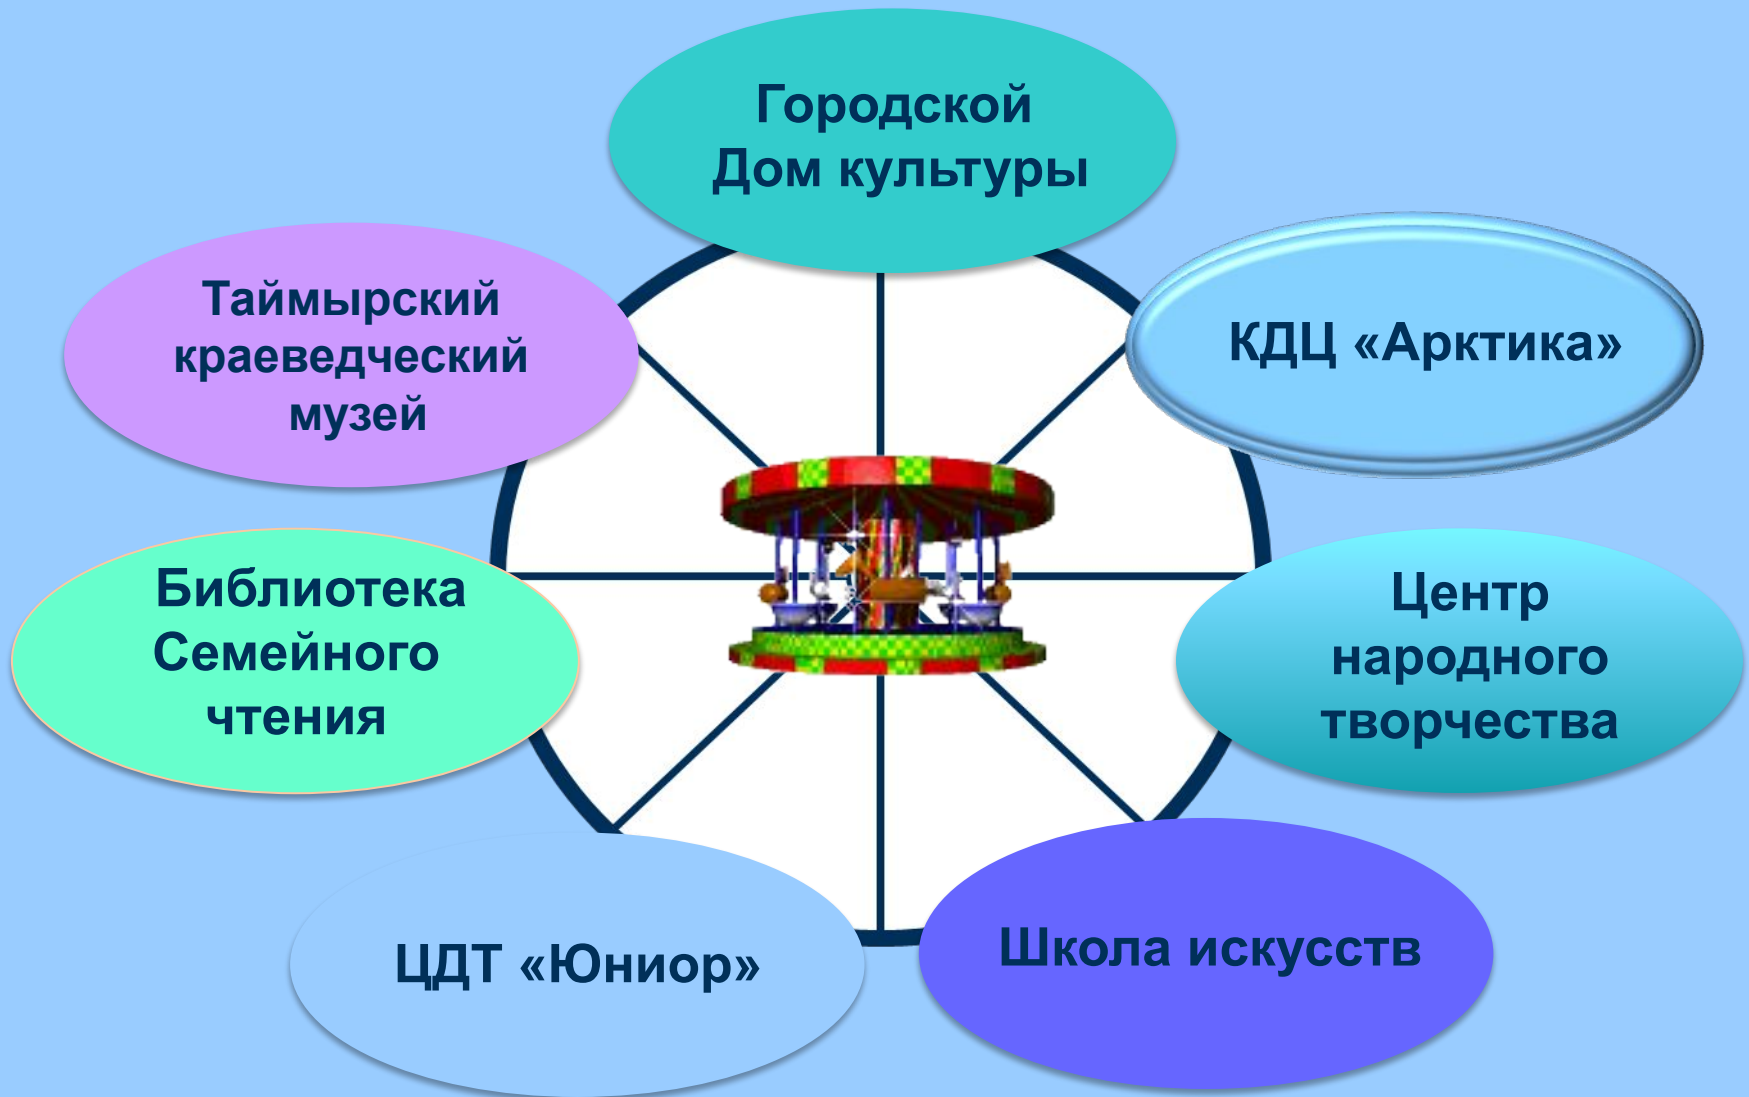 Городской
Дом культуры
Таймырский
краеведческий
музей
КДЦ «Арктика»
Библиотека
Семейного
чтения
Центр
народного
творчества
ЦДТ «Юниор»
Школа искусств